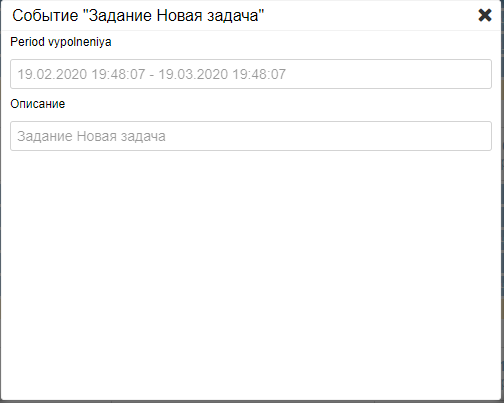 Событие "Задание Новая задача"
Period vypolneniya
19.02.2020 19:48:07 - 19.03.2020 19:48:07
Описание
Задание Новая задача